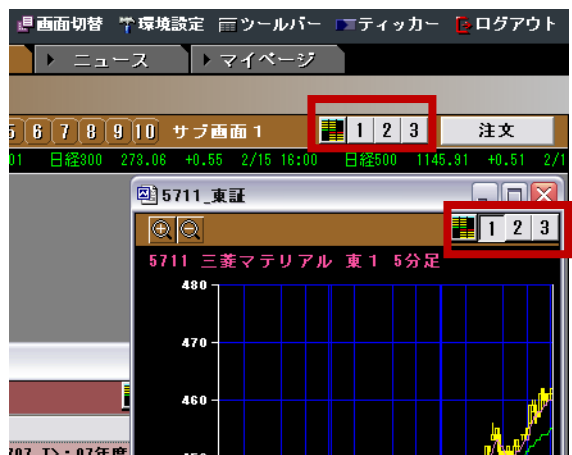 画面切替 環境設定 ツールバー ティッカー ログアウト
ニュース マイページ
5 6 7 8 9 10 サブ画面1 1 2 3 注文
01 日経300 273.06 +0.55 2/15 16:00 日経500 1145.91 +0.51 2/1
5711_東証
1 2 3
5711 三菱マテリアル 東1 5分足
480
470
460